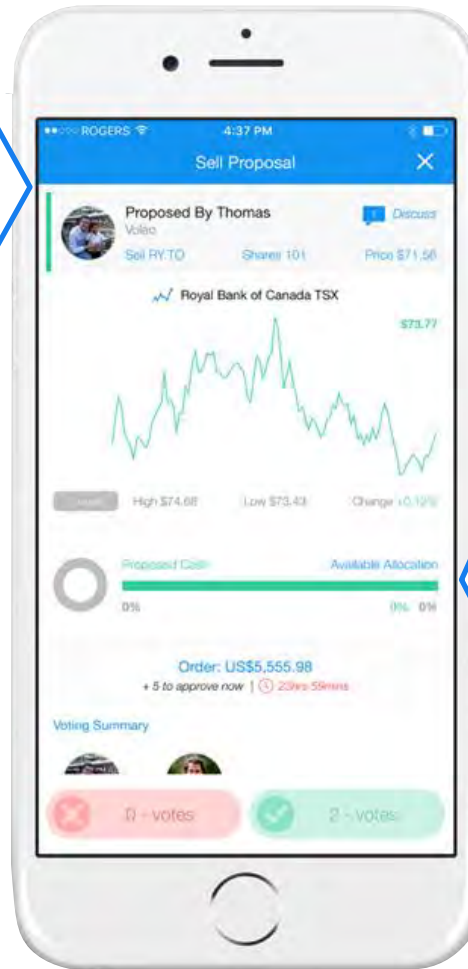 ROGERS 4:37 PM
Sell Proposal
Proposed By Thomas
Discuss
Voleo
Sell RY.TO Shares 101 Price $71.56
Royal Bank of Canada TSX
$73.77
High $74.68 Low $73.43 Change +0.12%
Proposed Cash Available Allocation
0% 0% 0%
Order: US$5,555.98
+ 5 to approve now | 23hrs 59mins
Voting Summary
0 - votes 2 - votes